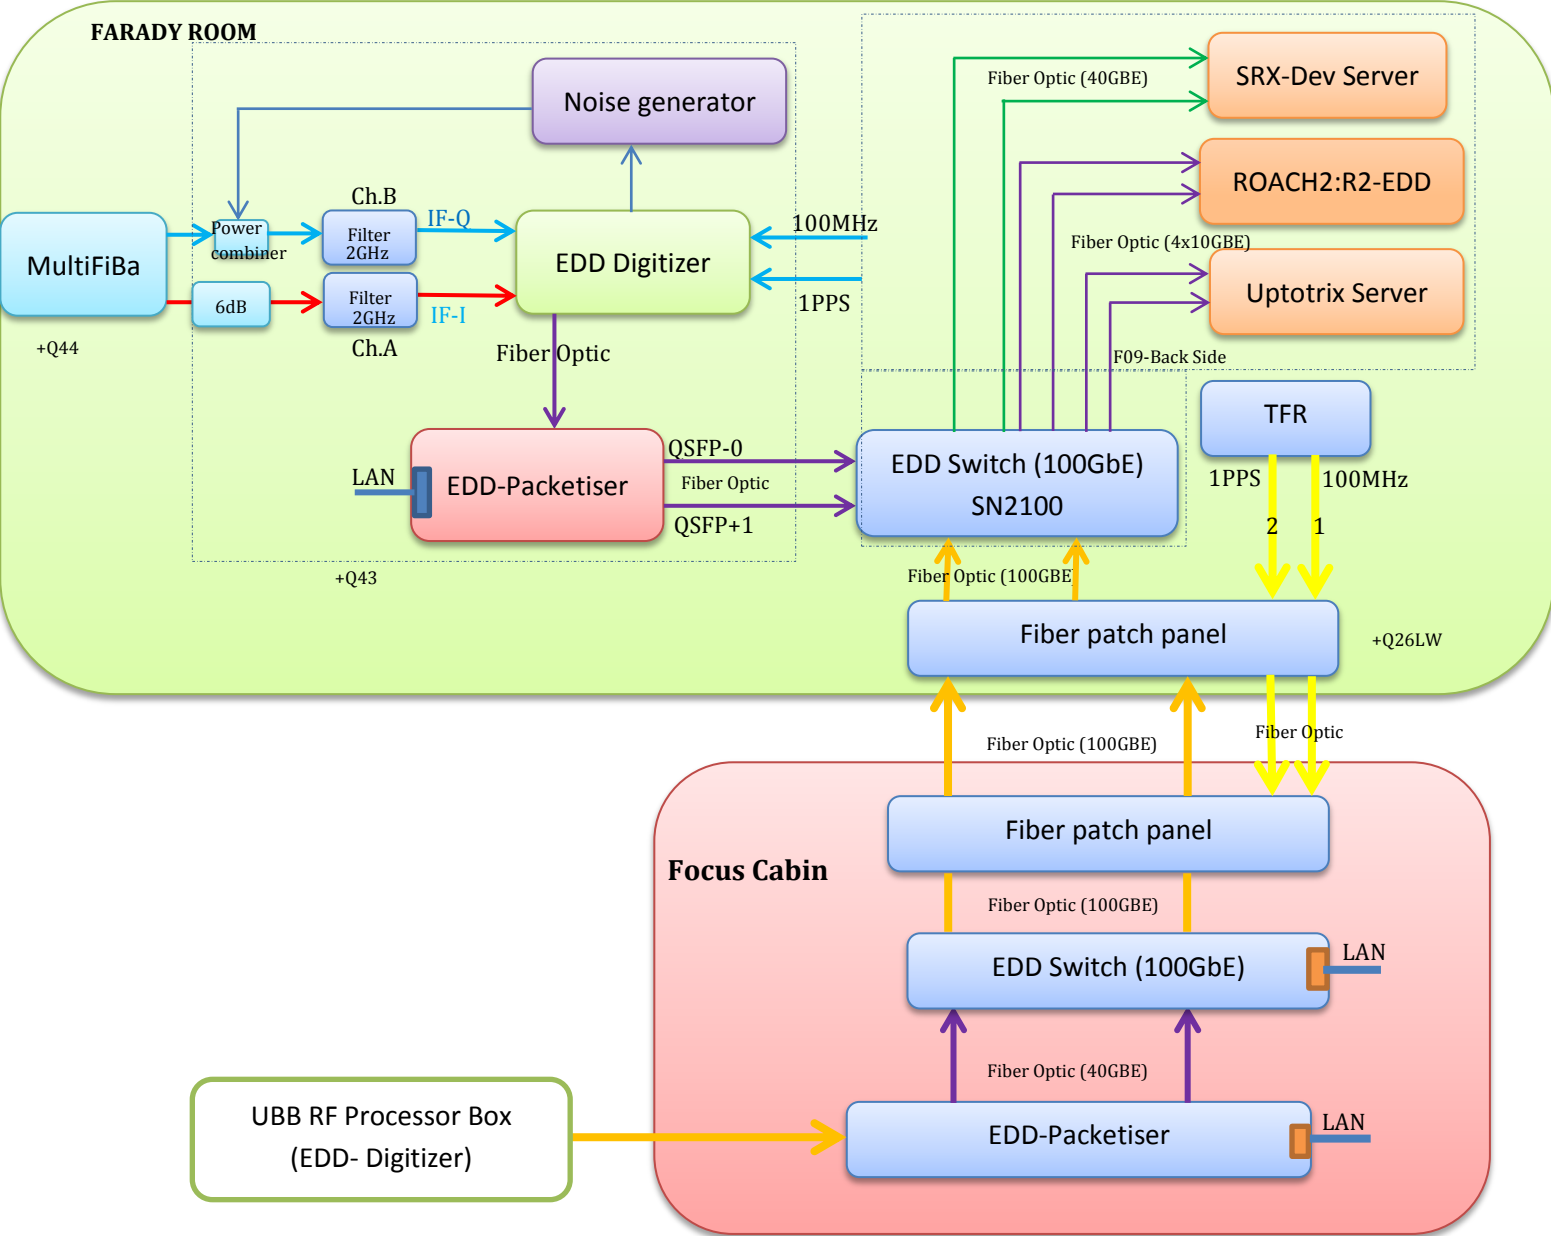 FARADY ROOM
Noise generator
Fiber Optic (40GBE)
SRX-Dev Server
ROACH2:R2-EDD
Fiber Optic (4x10GBE)
Uptotrix Server
F09-Back Side
MultiFiBa
+Q44
Power
combiner
6dB
Ch.B
Filter
2GHz
IF-Q
Filter
2GHz
IF-I
Ch.A
EDD Digitizer
100MHz
1PPS
Fiber Optic
LAN
EDD-Packetiser
QSFP-0
Fiber Optic
QSFP+1
+Q43
EDD Switch (100GbE)
SN2100
TFR
1PPS
100MHz
2
1
Fiber Optic (100GBE)
Fiber patch panel
+Q26LW
Fiber Optic (100GBE)
Fiber Optic
Focus Cabin
Fiber patch panel
Fiber Optic (100GBE)
EDD Switch (100GbE)
LAN
Fiber Optic (40GBE)
EDD-Packetiser
LAN
UBB RF Processor Box
(EDD- Digitizer)